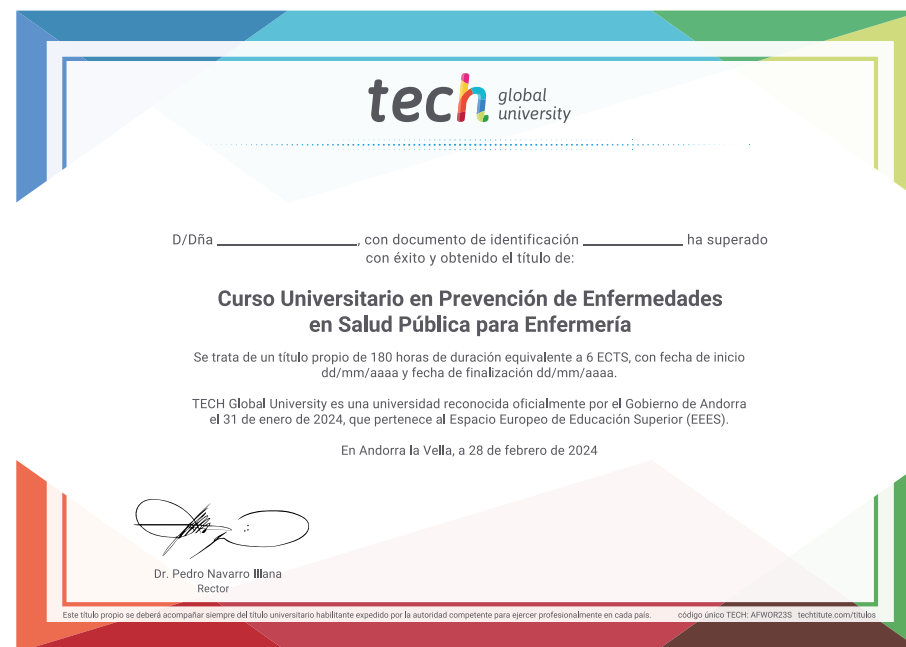 tech global university
D/Dña ____________, con documento de identificación ____________ ha superado
con éxito y obtenido el título de:
Curso Universitario en Prevención de Enfermedades
en Salud Pública para Enfermería
Se trata de un título propio de 180 horas de duración equivalente a 6 ECTS, con fecha de inicio
dd/mm/aaaa y fecha de finalización dd/mm/aaaa.
TECH Global University es una universidad reconocida oficialmente por el Gobierno de Andorra
el 31 de enero de 2024, que pertenece al Espacio Europeo de Educación Superior (EEES).
En Andorra la Vella, a 28 de febrero de 2024
Dr. Pedro Navarro Illana
Rector
Este título propio se deberá acompañar siempre del título universitario habilitante expedido por la autoridad competente para ejercer profesionalmente en cada país. código único TECH: AFWOR23S techtitute.com/titulos